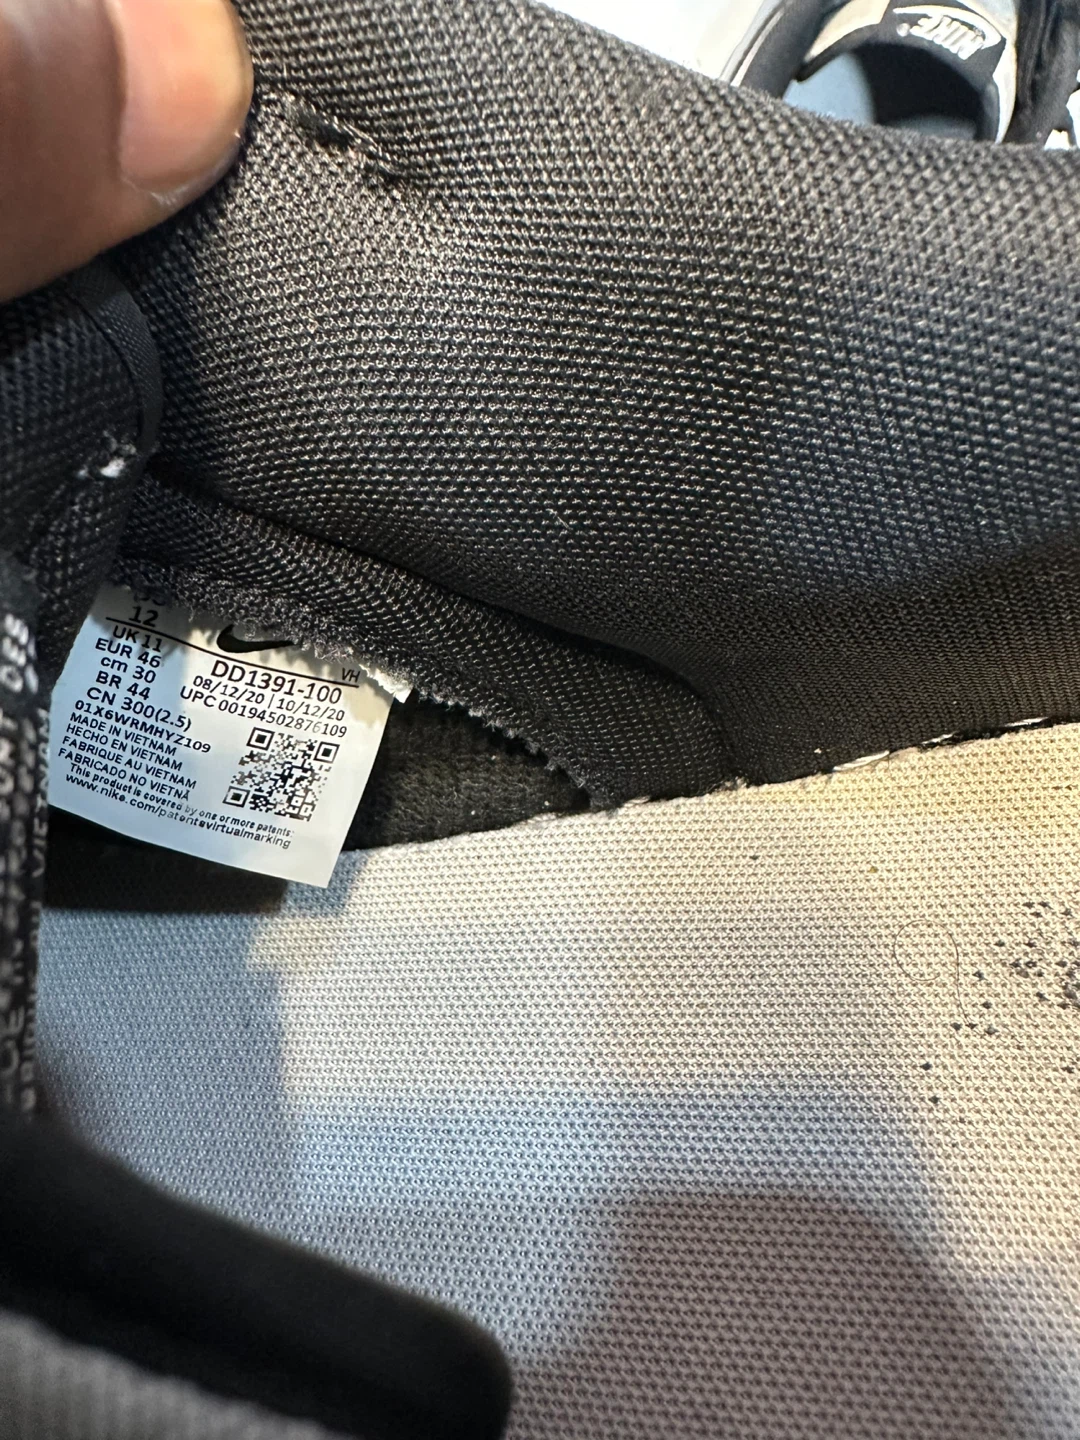 NIKE
12
UK 11
EUR 46
cm 30
BR 44
CN 300(2.5)
VH
DD1391-100
08/12/20 | 10/12/20
UPC 00194502876109
01X6WRMHYZ109
MADE IN VIETNAM
HECHO EN VIETNAM
FABRIQUE AU VIETNAM
FABRICADO NO VIETNÃ
This product is covered by one or more patents:
www.nike.com/patentsvirtualmarking